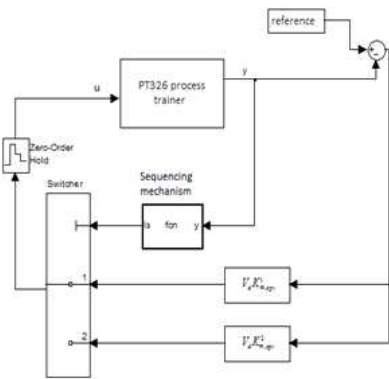 reference
PT326 process
trainer
y
u
Zero-Order
Hold
Switcher
Sequencing
mechanism
fcn
y
1
2